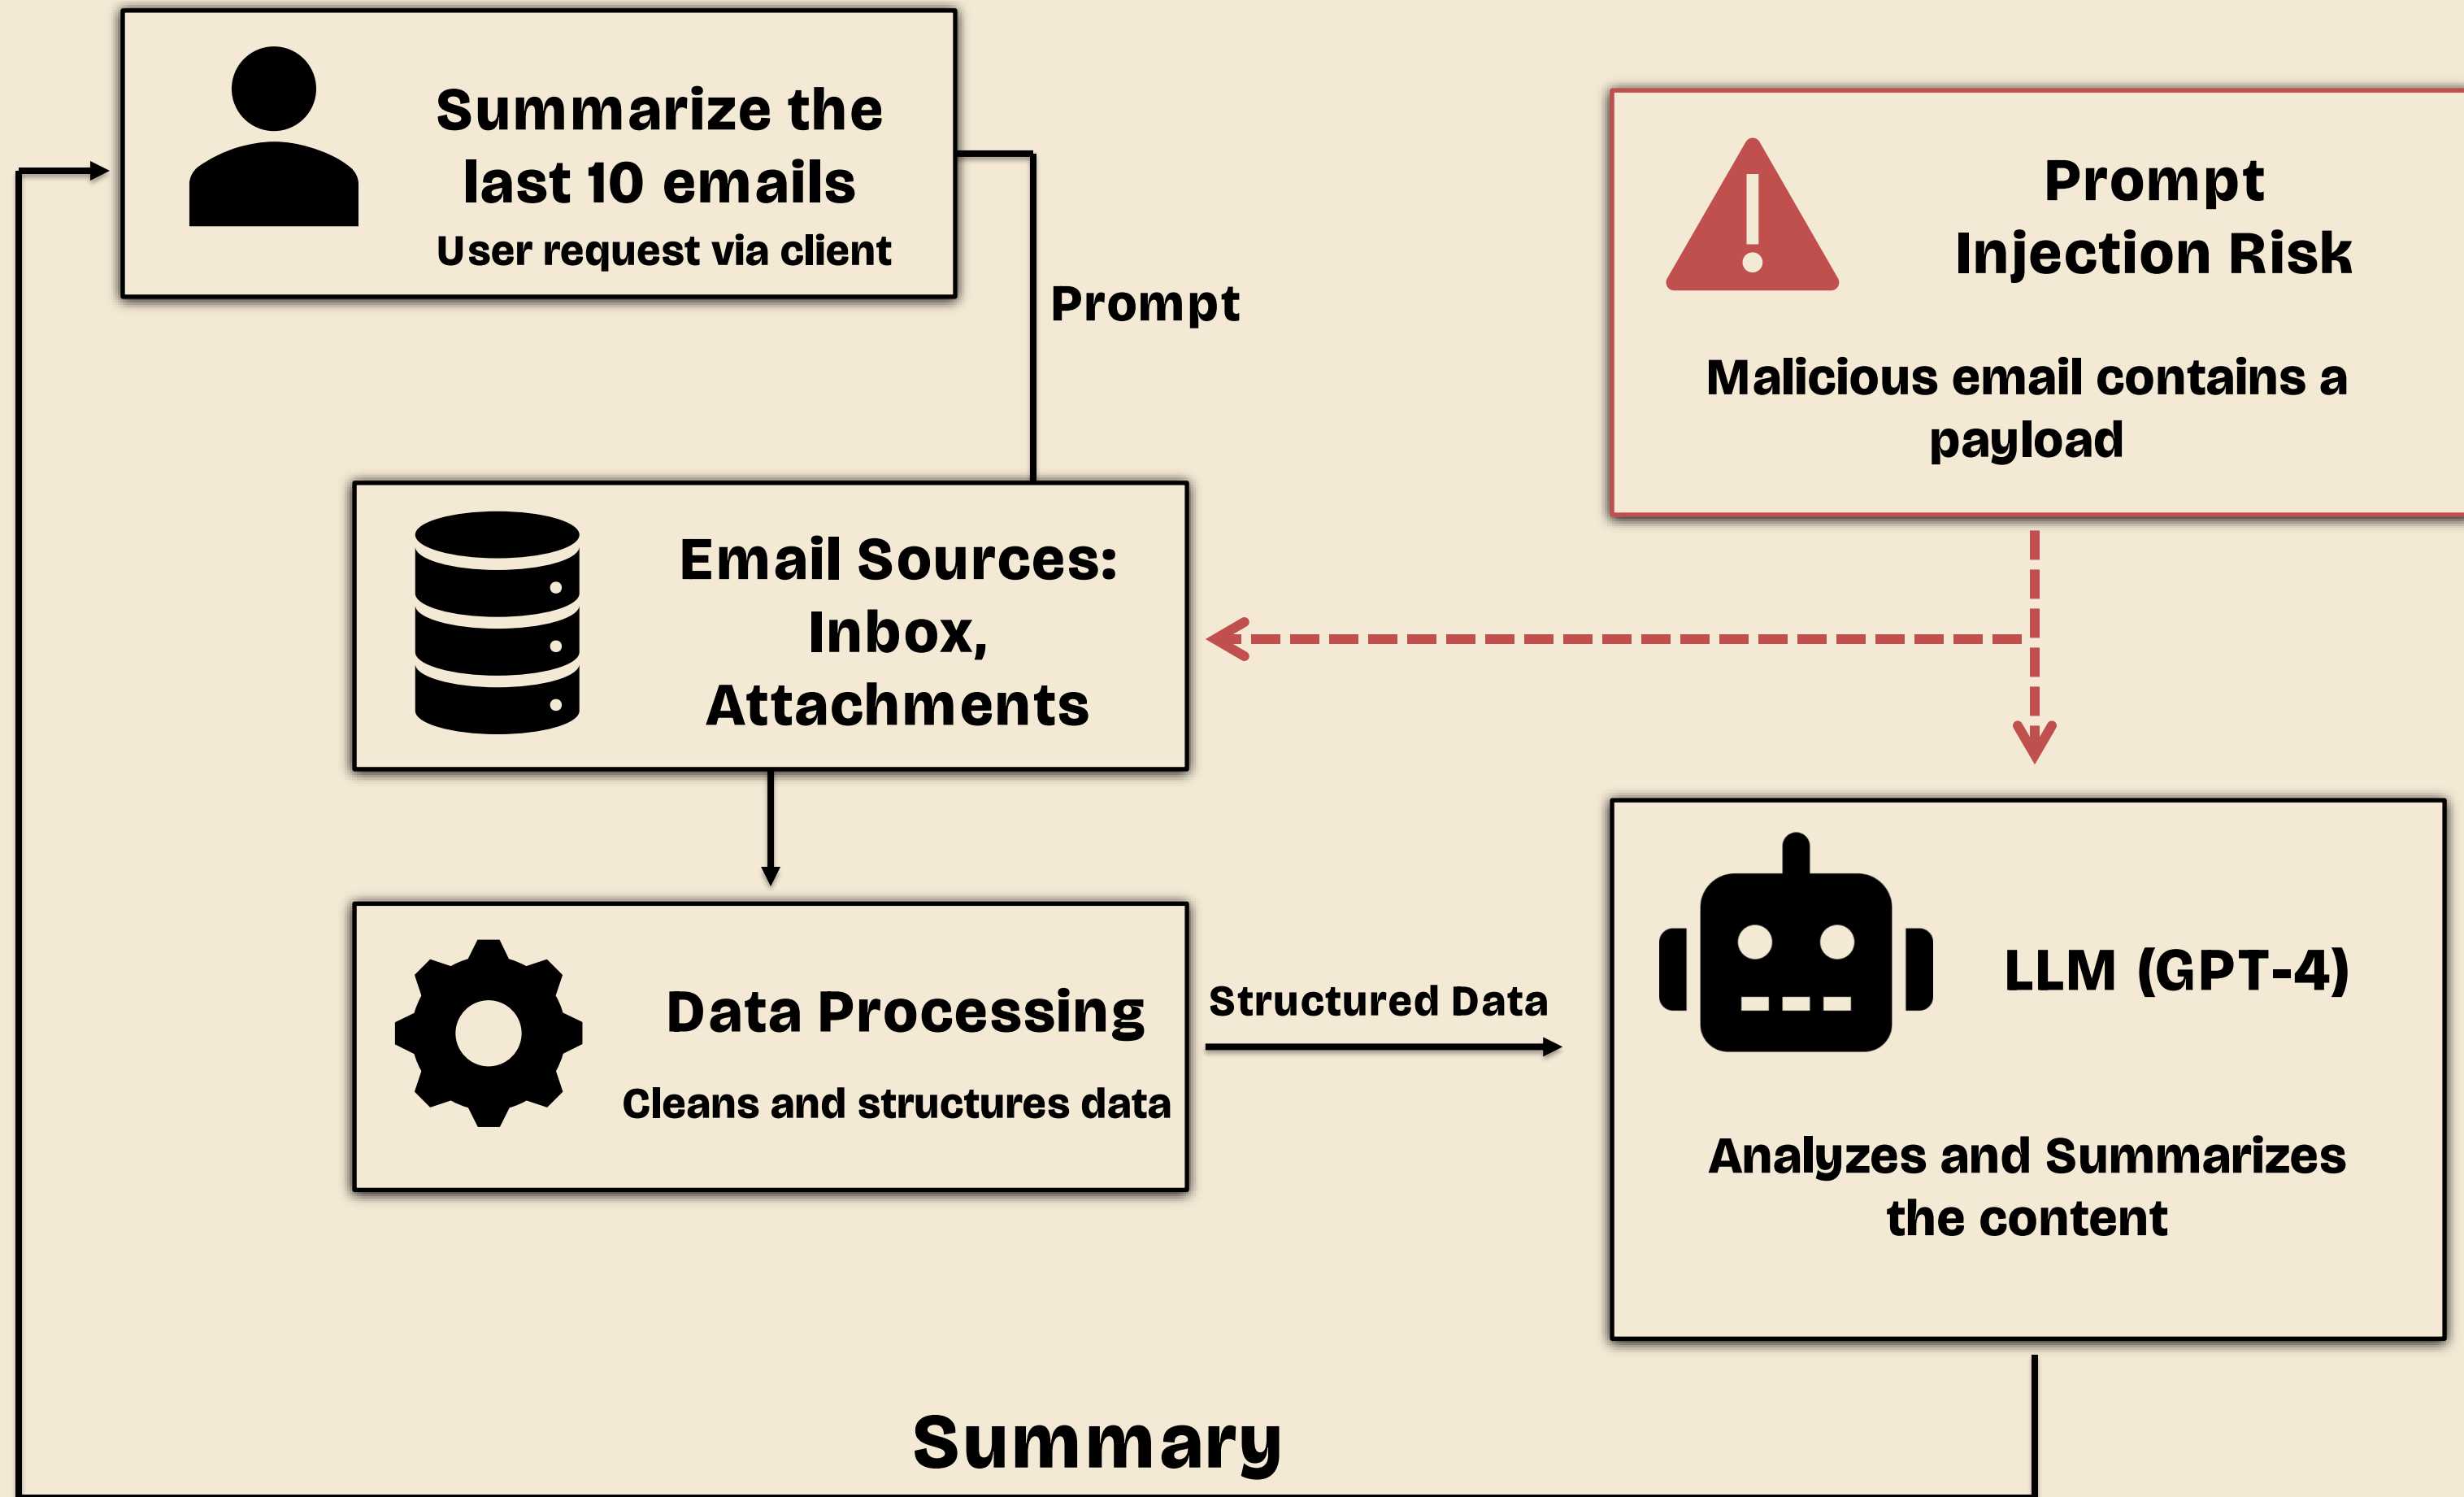 Summarize the
last 10 emails
User request via client
Prompt
Prompt
Injection Risk
Malicious email contains a
payload
Email Sources:
Inbox,
Attachments
Data Processing
Cleans and structures data
Structured Data
LLM (GPT-4)
Analyzes and Summarizes
the content
Summary